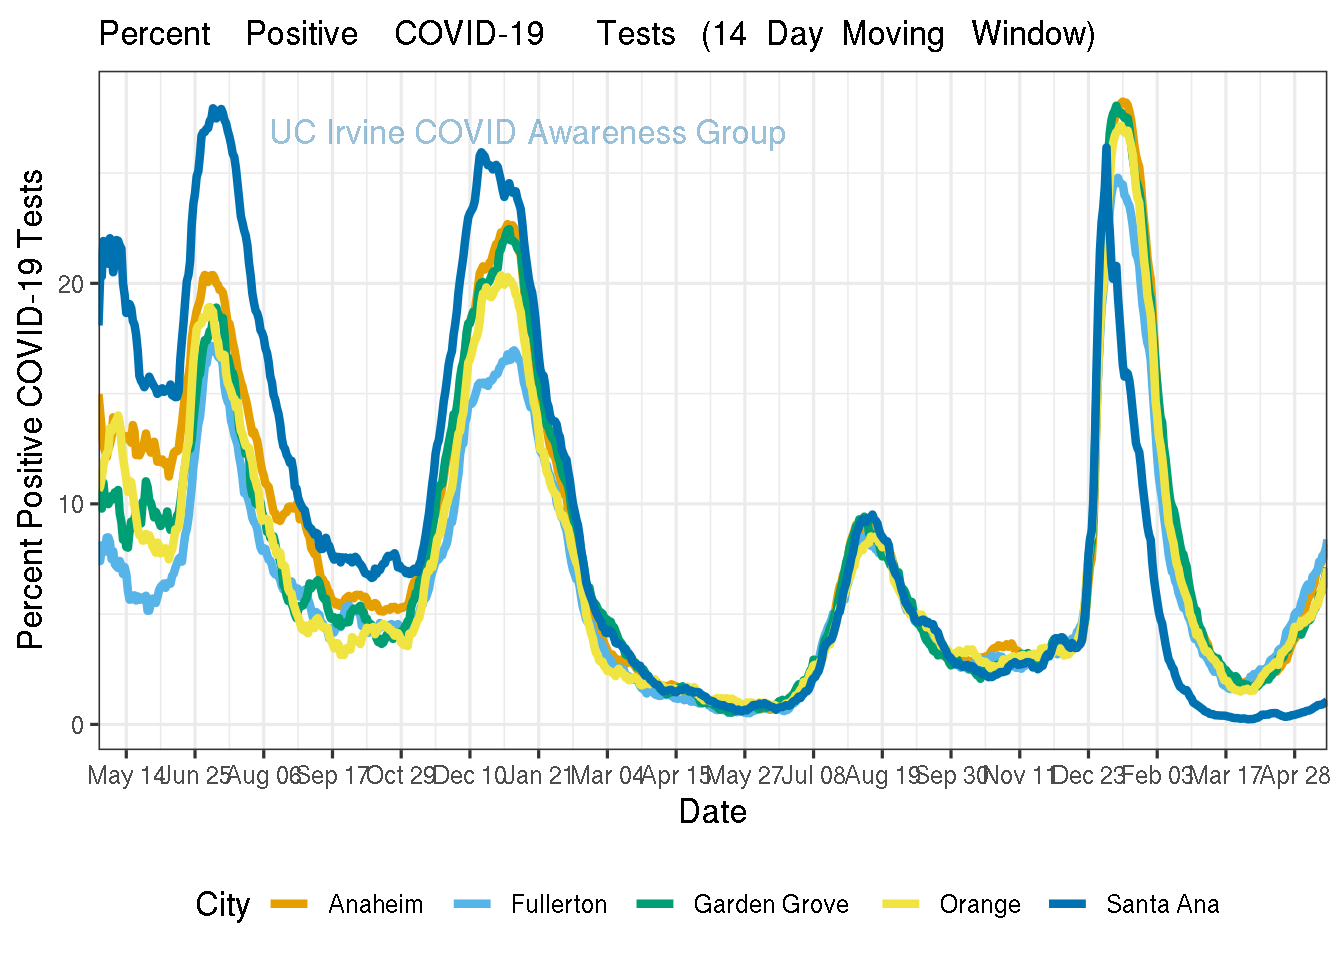 Percent Positive COVID-19 Tests (14 Day Moving Window)
UC Irvine COVID Awareness Group
Percent Positive COVID-19 Tests
20
10
0
May 14 Jun 25 Aug 06 Sep 17 Oct 29 Dec 10 Jan 21 Mar 04 Apr 15 May 27 Jul 08 Aug 19 Sep 30 Nov 11 Dec 23 Feb 03 Mar 17 Apr 28
Date
City Anaheim Fullerton Garden Grove Orange Santa Ana